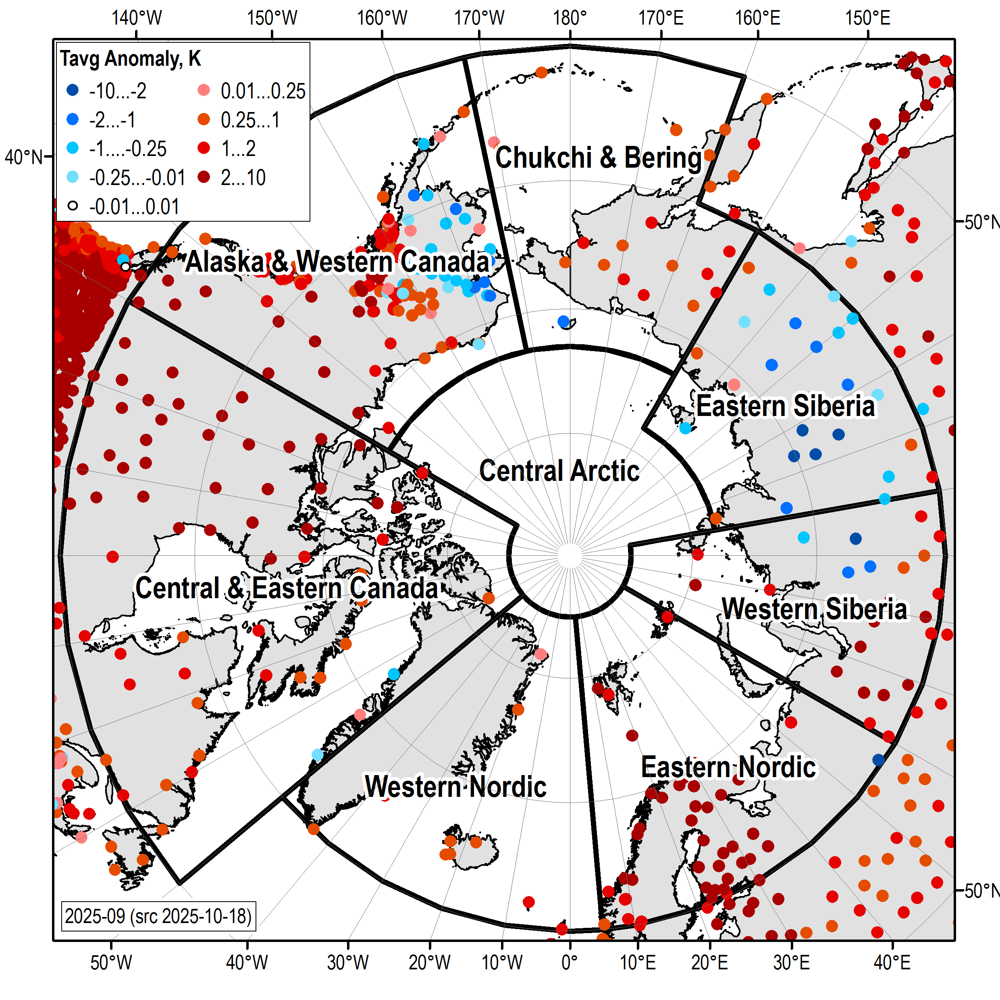 140°W 150°W 160°W 170°W 180° 170°E 160°E 150°E
Tavg Anomaly, K
-10...-2 0.01...0.25
-2...-1 0.25...1
-1....-0.25 1...2
-0.25...-0.01 2...10
-0.01...0.01
40°N
50°N
Chukchi & Bering
Alaska & Western Canada
Eastern Siberia
Central Arctic
Central & Eastern Canada
Western Siberia
Eastern Nordic
Western Nordic
50°N
2025-09 (src 2025-10-18)
50°W 40°W 30°W 20°W 10°W 0° 10°E 20°E 30°E 40°E